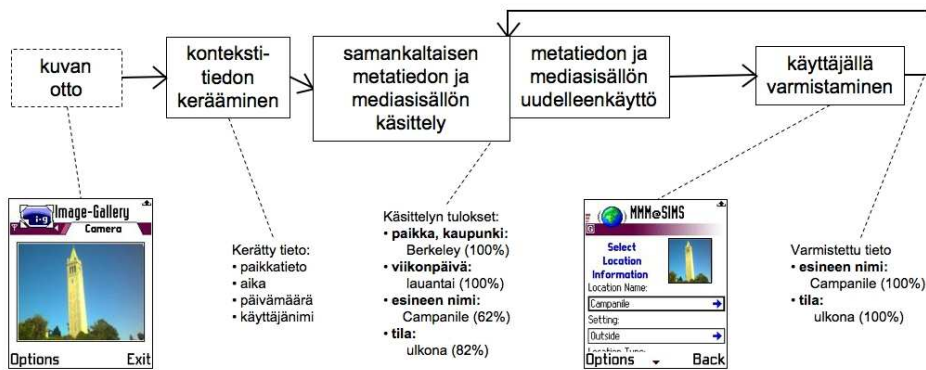 kuvan
otto
konteksti-
tiedon
kerääminen
samankaltaisen
metatiedon ja
mediasisällön
käsittely
metatiedon ja
mediasisällön
uudelleenkäyttö
käyttäjällä
varmistaminen
i-g Image-Gallery
Camera
Options Exit
Kerätty tieto:
▪ paikkatieto
▪ aika
▪ päivämäärä
▪ käyttäjänimi
Käsittelyn tulokset:
• paikka, kaupunki:
Berkeley (100%)
• viikonpäivä:
lauantai (100%)
• esineen nimi:
Campanile (62%)
• tila:
ulkona (82%)
MMM@SIMS
Select
Location
Information
Location Name:
Campanile
Setting:
Outside
Location Type:
Options Back
Varmistettu tieto
• esineen nimi:
Campanile (100%)
• tila:
ulkona (100%)